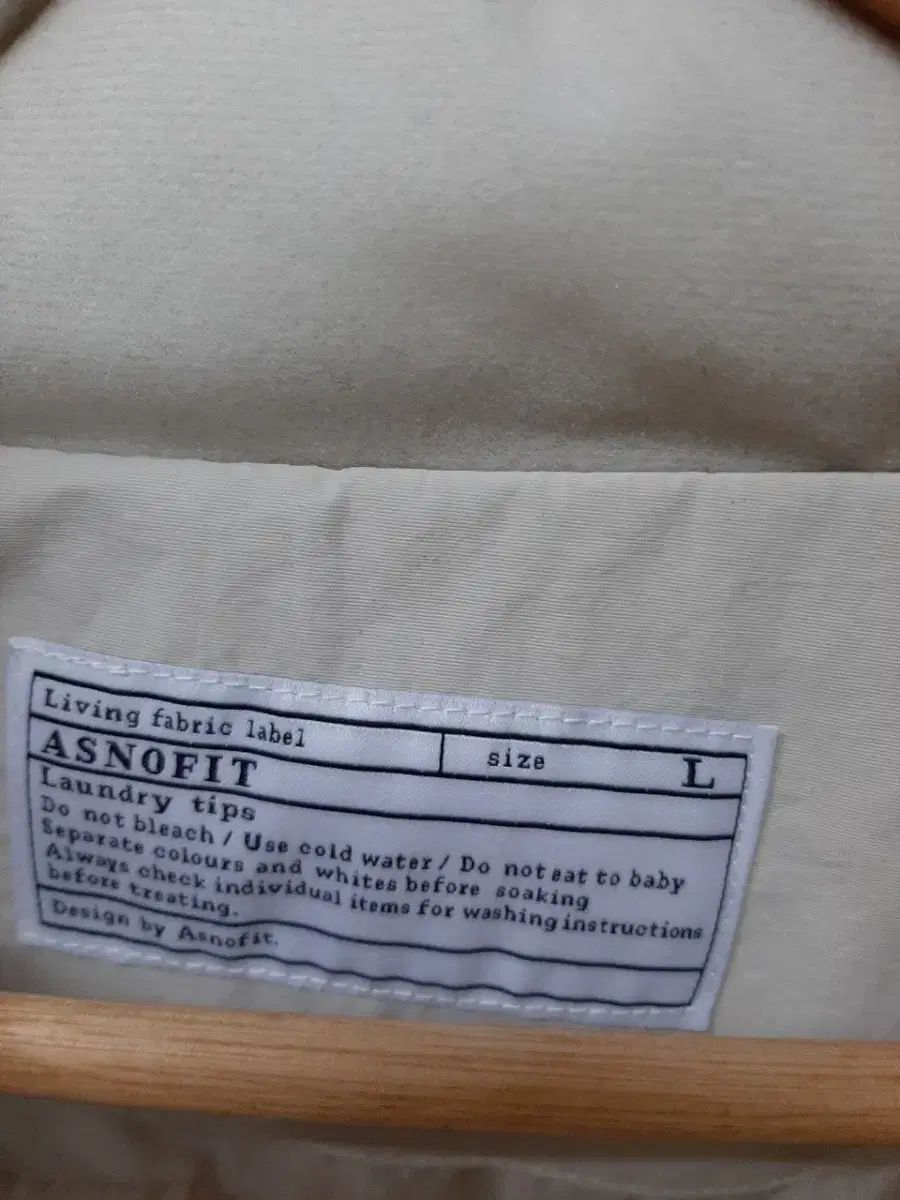 Living fabric label
size L
ASNOFIT
Laundry tips
Do not bleach / Use cold water / Do not eat to baby
Separate colours and whites before soaking
Always check individual items for washing instructions
before treating.
Design by Asnofit.